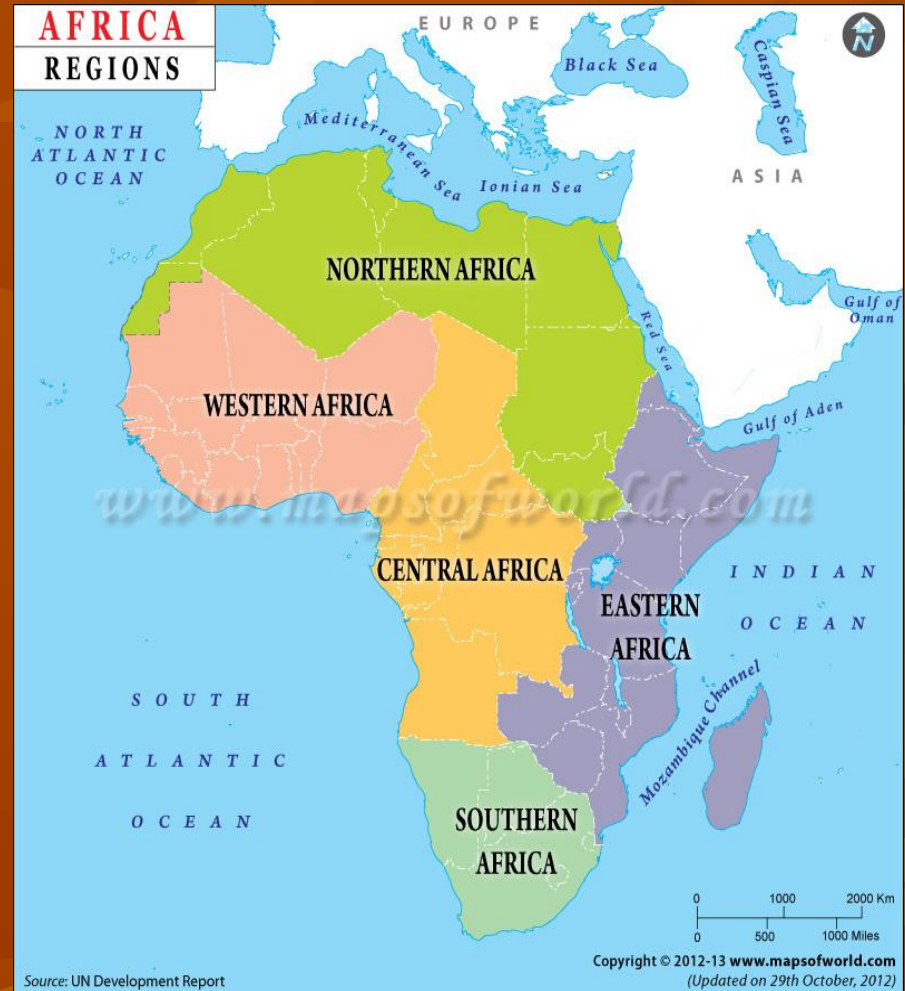 AFRICA
REGIONS
EUROPE
Black Sea
Caspian Sea
NORTH
ATLANTIC
OCEAN
Mediterranean Sea
Ionian Sea
ASIA
N
NORTHERN AFRICA
Red Sea
Gulf of
Oman
WESTERN AFRICA
Gulf of Aden
www.mapsofworld.com
CENTRAL AFRICA
INDIAN
OCEAN
EASTERN
AFRICA
Mozambique Channel
SOUTH
ATLANTIC
OCEAN
SOUTHERN
AFRICA
0 1000 2000 Km
0 500 1000 Miles
Copyright © 2012-13 www.mapsofworld.com
Source: UN Development Report
(Updated on 29th October, 2012)